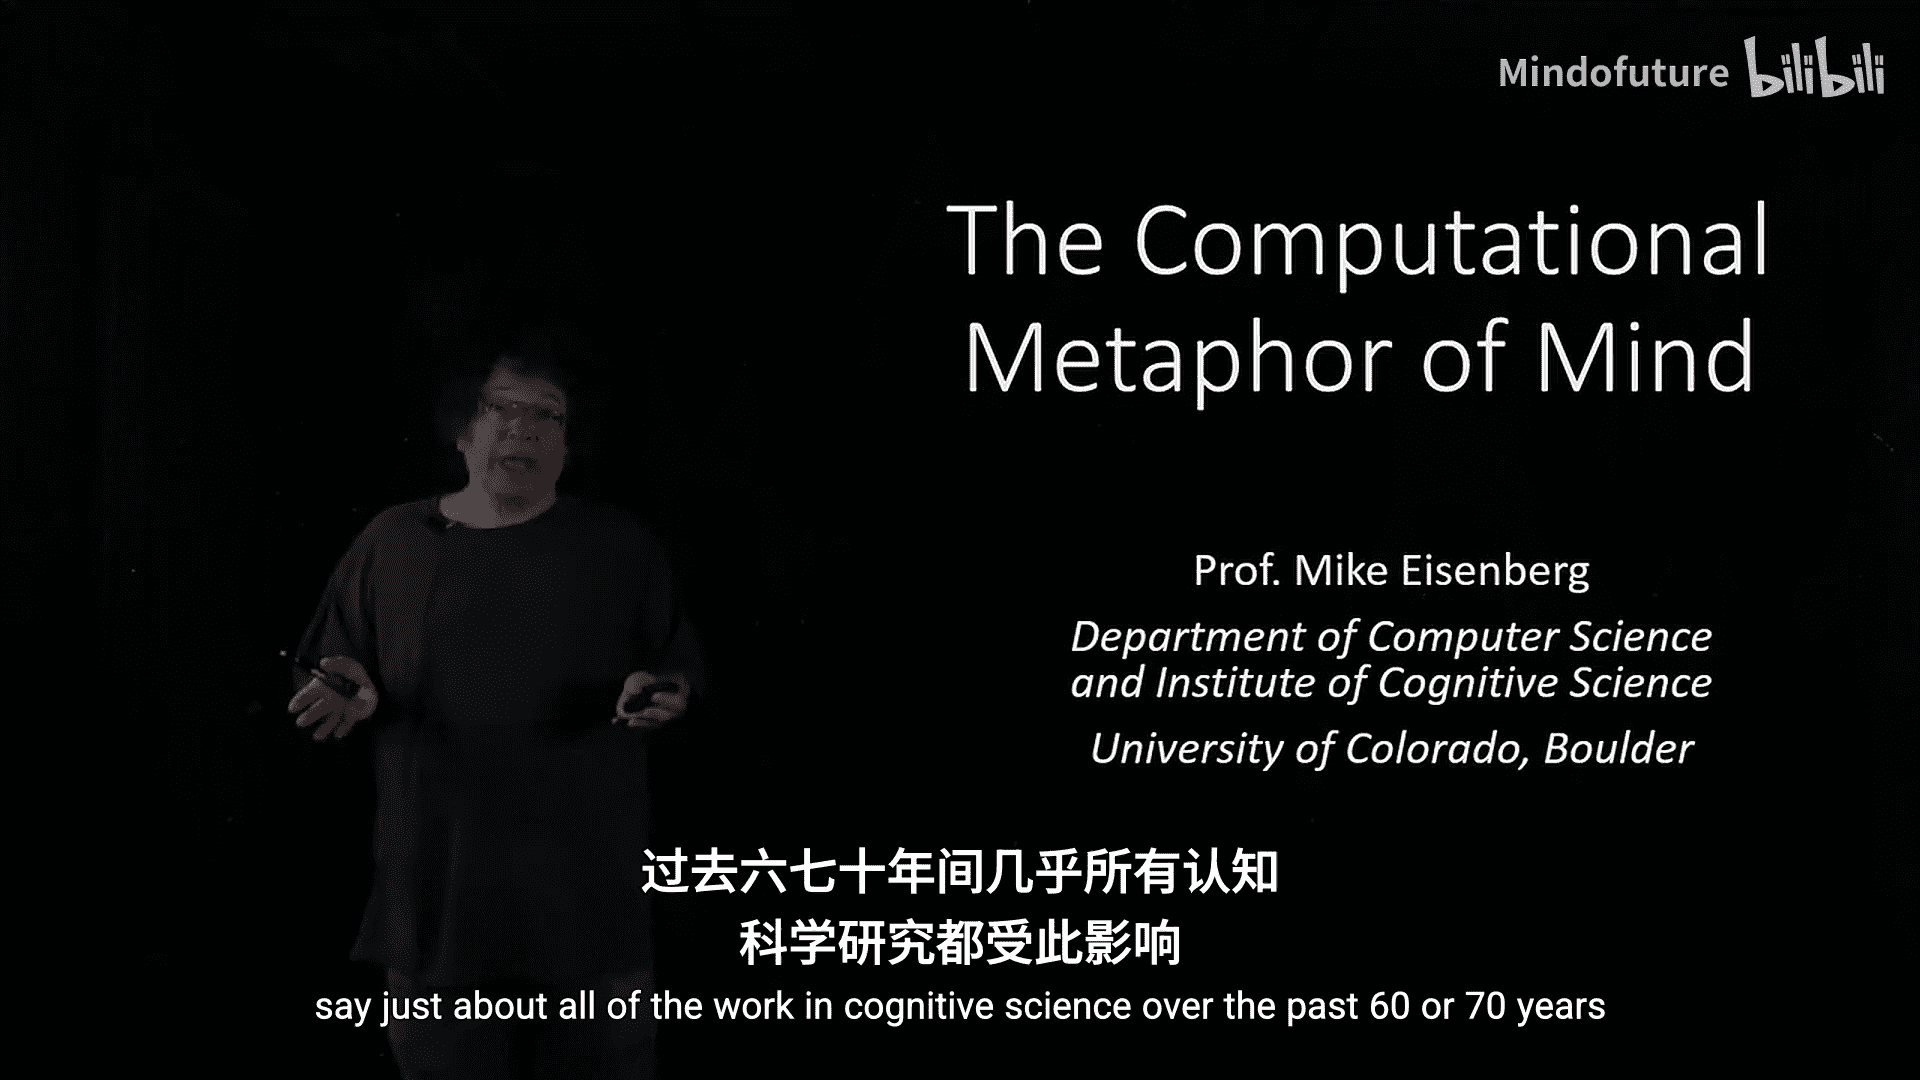 Mindofuture bilibili
The Computational
Metaphor of Mind
Prof. Mike Eisenberg
Department of Computer Science
and Institute of Cognitive Science
University of Colorado, Boulder
过去六七十年间几乎所有认知
科学研究都受此影响
say just about all of the work in cognitive science over the past 60 or 70 years